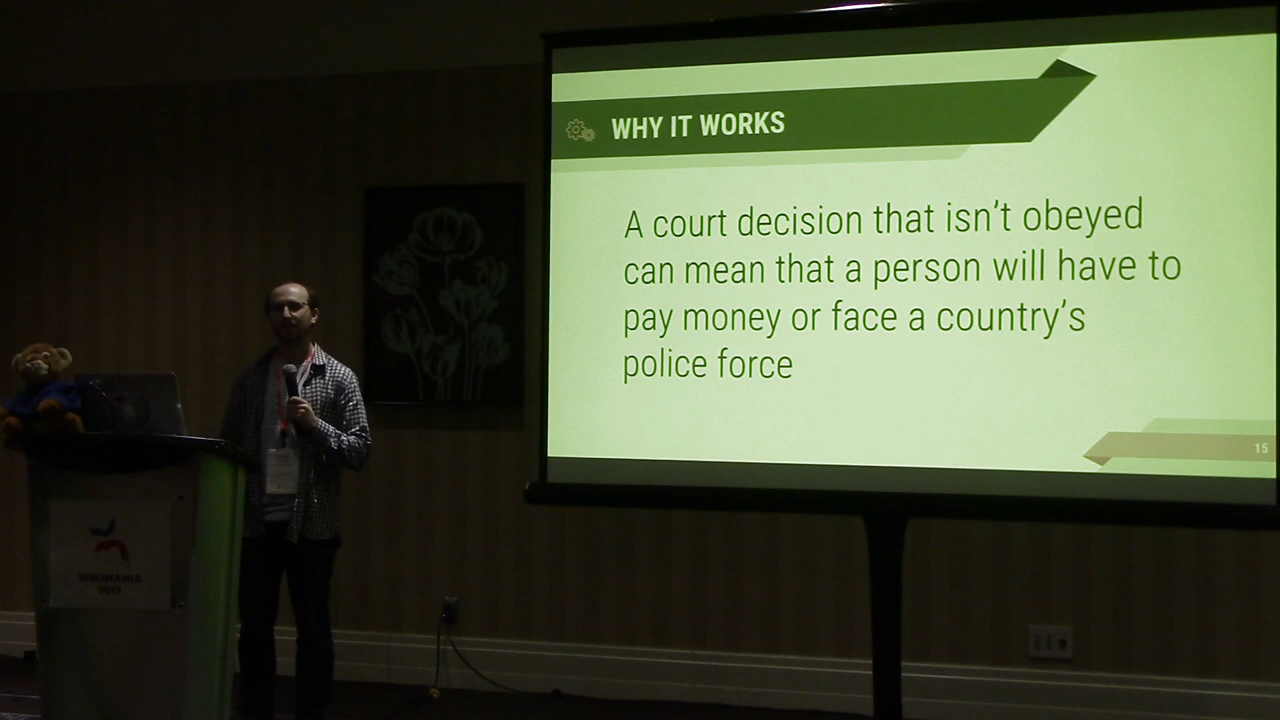 WHY IT WORKS
A court decision that isn't obeyed
can mean that a person will have to
pay money or face a country's
police force
15
WIKIMANIA
2017